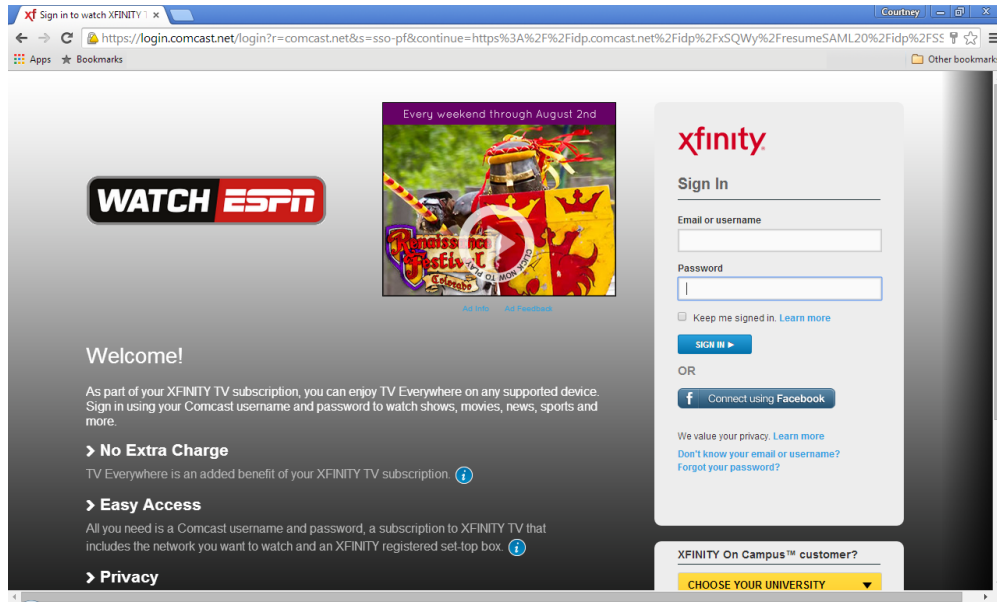 Sign in to watch XFINITY T
Courtney
https://login.comcast.net/login?r=comcast.net&s=sso-pf&continue=https%3A%2F%2Fidp.comcast.net%2Fidp%2FxSQWy%2FresumeSAML20%2Fidp%2FSS
Apps
Bookmarks
Other bookmarks
Every weekend through August 2nd
WATCH ESPN
Renaissance
Festival
Colorado
CLICK NOW TO PLAY
Ad Info
Ad Feedback
Welcome!
As part of your XFINITY TV subscription, you can enjoy TV Everywhere on any supported device.
Sign in using your Comcast username and password to watch shows, movies, news, sports and
more.
No Extra Charge
TV Everywhere is an added benefit of your XFINITY TV subscription.
Easy Access
All you need is a Comcast username and password, a subscription to XFINITY TV that
includes the network you want to watch and an XFINITY registered set-top box.
Privacy
xfinity
Sign In
Email or username
Password
Keep me signed in. Learn more
SIGN IN
OR
f Connect using Facebook
We value your privacy. Learn more
Don't know your email or username?
Forgot your password?
XFINITY On Campus™ customer?
CHOOSE YOUR UNIVERSITY